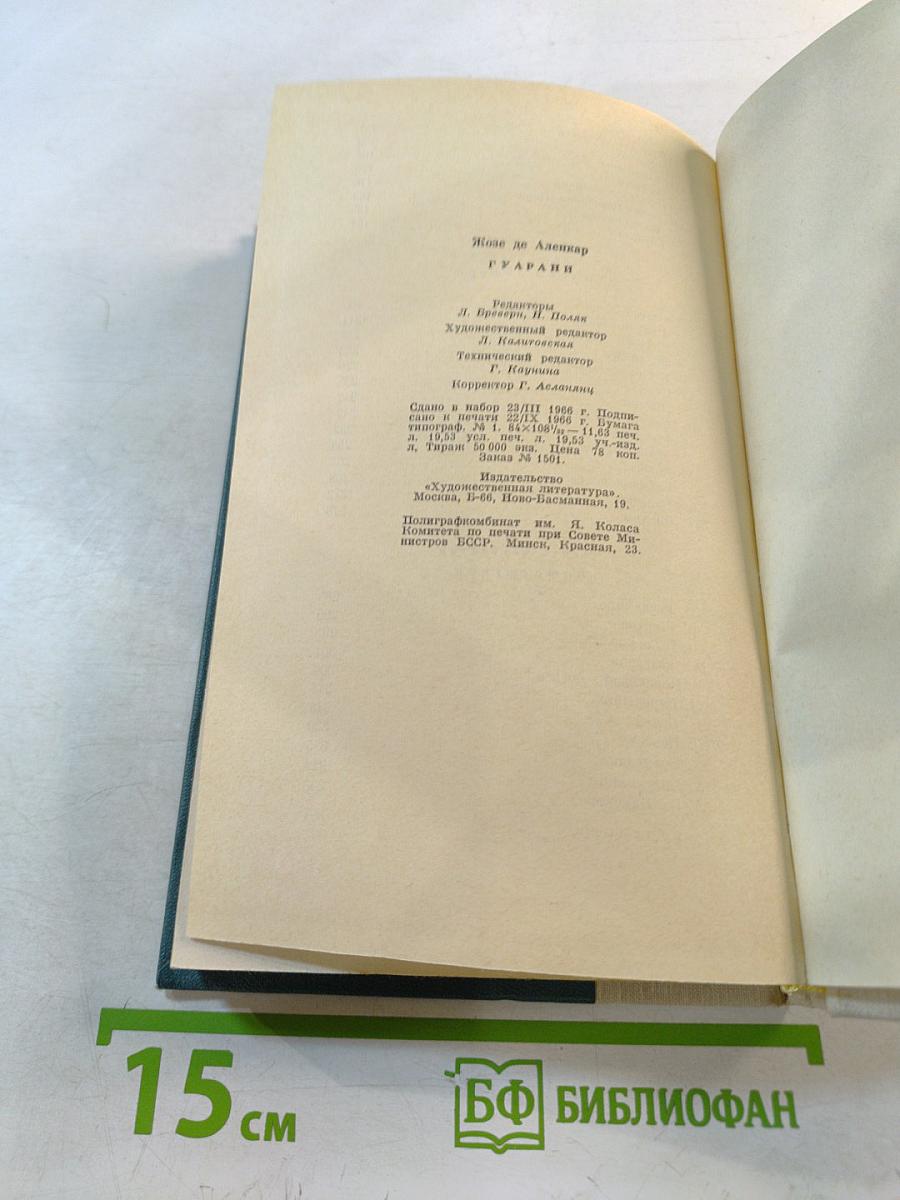 Жозе де Аленкар
ГУАРАНИ
Редакторы
Л. Бреверн, Н. Поляк
Художественный редактор
Л. Калитовская
Технический редактор
Г. Каунина
Корректор Г. Асланянц
Сдано в набор 23/III 1966 г. Подпи-
сано к печати 22/IX 1966 г. Бумага
типограф. № 1. 84×108¹/₃₂ — 11,63 печ.
л. 19,53 усл. печ. л. 19,53 уч.-изд.
л. Тираж 50 000 экз. Цена 78 коп.
Заказ № 1501.
Издательство
«Художественная литература».
Москва, Б-66, Ново-Басманная, 19.
Полиграфкомбинат им. Я. Коласа
Комитета по печати при Совете Ми-
нистров БССР. Минск, Красная, 23.
15 см
БФ БИБЛИОФАН